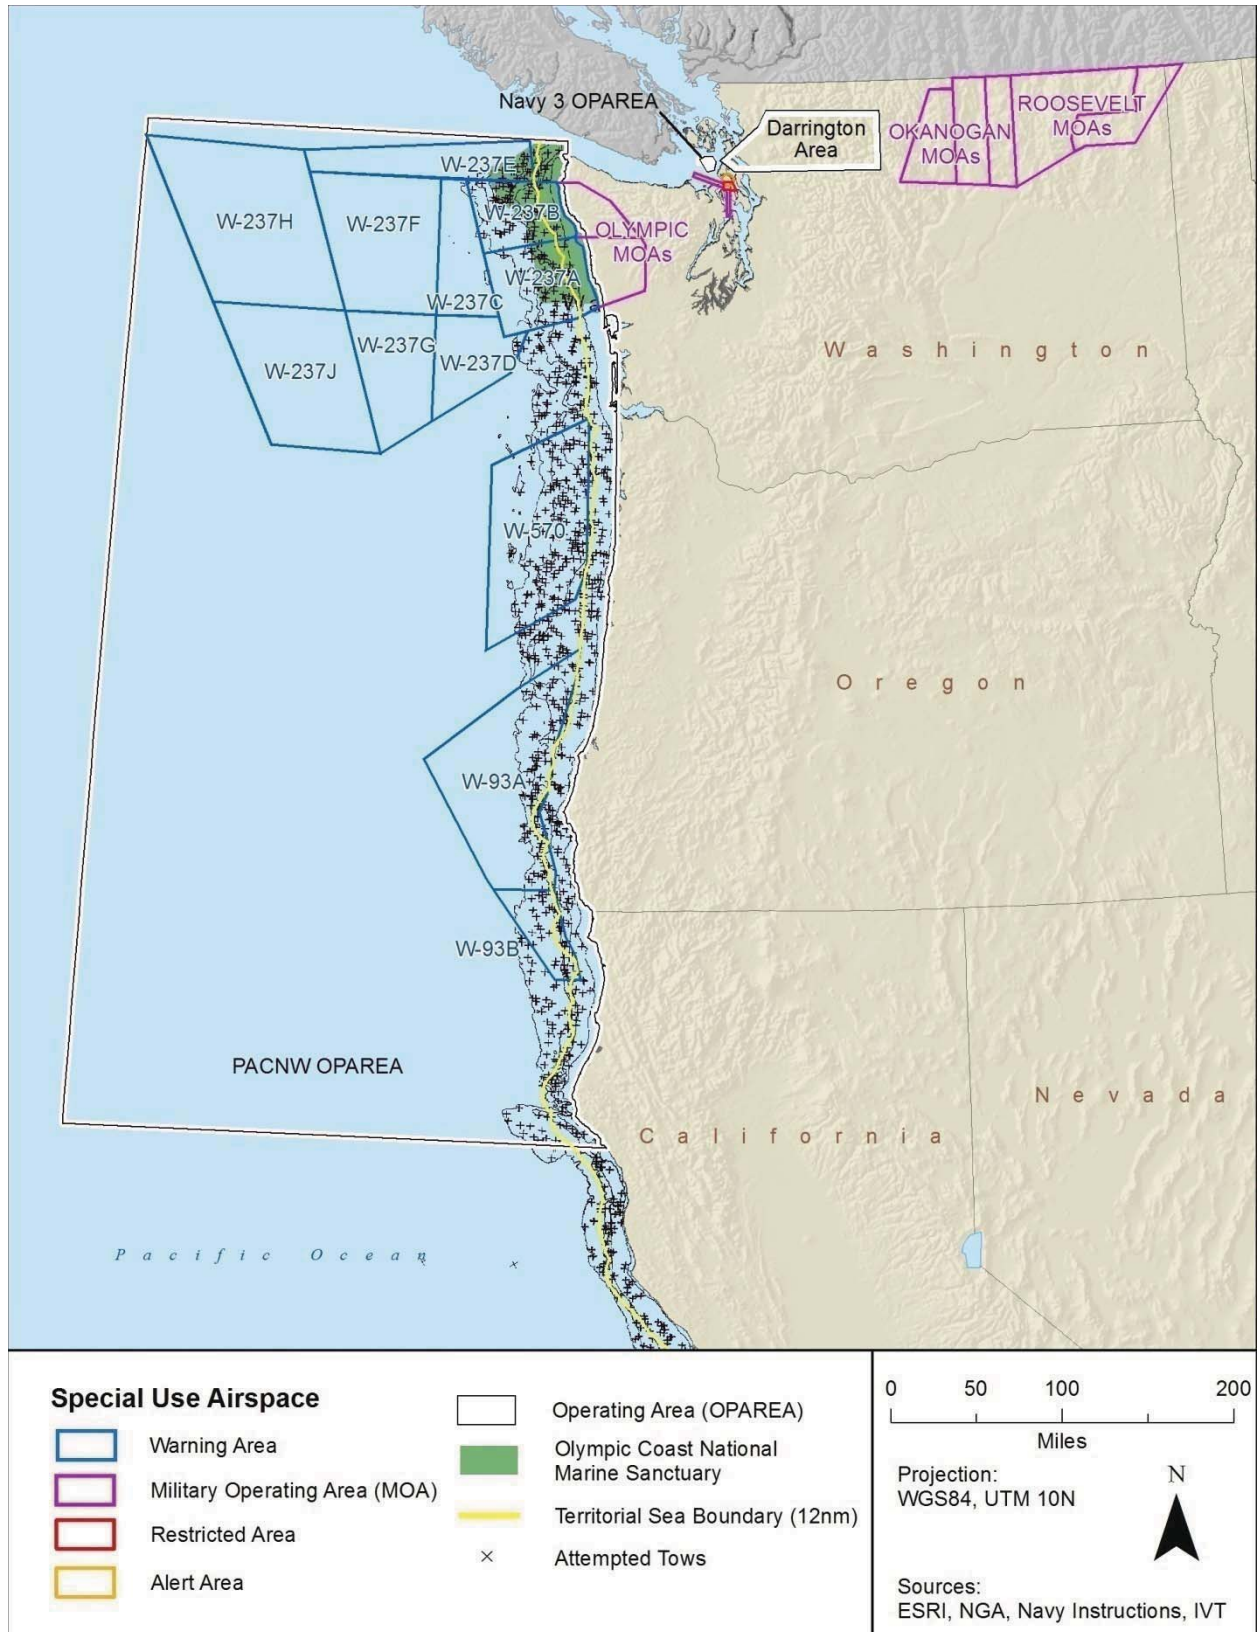 Navy 3 OPAREA
Darrington
Area
ROOSEVELT
MOAs
OKANOGAN
MOAs
W-237E
W-237H
W-237F
W-237B
OLYMPIC
MOAs
W-237A
W-237C
W-237G
W-237D
W-237J
W a s h i n g t o n
W-570
O r e g o n
W-93A
W-93B
PACNW OPAREA
N e v a d a
C a l i f o r n i a
P a c i f i c O c e a n
Special Use Airspace
Warning Area
Military Operating Area (MOA)
Restricted Area
Alert Area
Operating Area (OPAREA)
Olympic Coast National
Marine Sanctuary
Territorial Sea Boundary (12nm)
Attempted Tows
0 50 100 200
Miles
Projection:
WGS84, UTM 10N
N
Sources:
ESRI, NGA, Navy Instructions, IVT